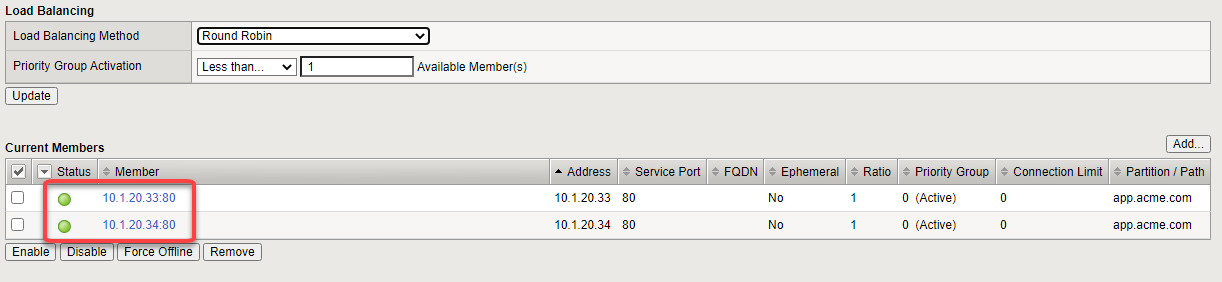 Load Balancing
Load Balancing Method Round Robin
Priority Group Activation Less than... 1 Available Member(s)
Update
Current Members Add...
Status Member Address Service Port FQDN Ephemeral Ratio Priority Group Connection Limit Partition / Path
10.1.20.33:80 10.1.20.33 80 No 1 0 (Active) 0 app.acme.com
10.1.20.34:80 10.1.20.34 80 No 1 0 (Active) 0 app.acme.com
Enable Disable Force Offline Remove